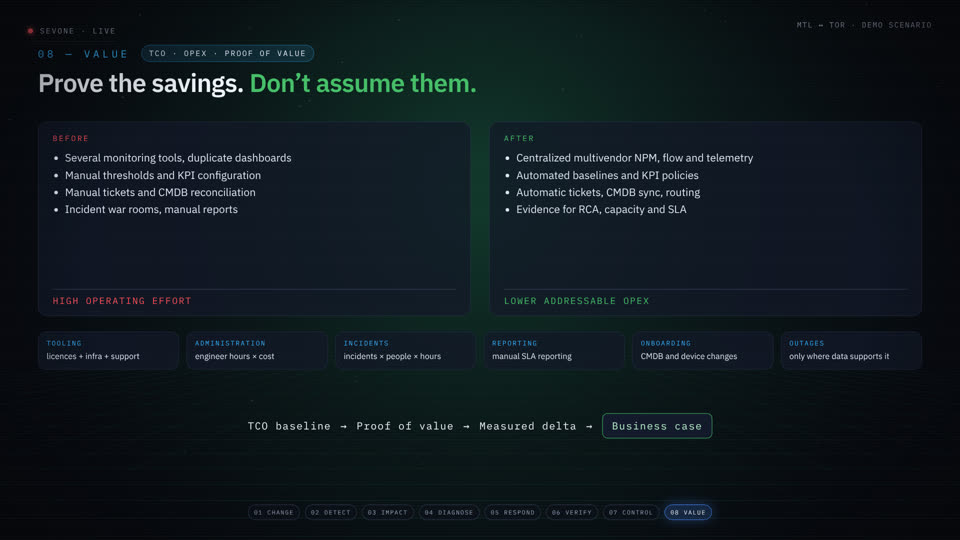 SEVONE · LIVE
MTL ↔ TOR · DEMO SCENARIO
08 — VALUE
TCO · OPEX · PROOF OF VALUE
Prove the savings. Don’t assume them.
BEFORE
• Several monitoring tools, duplicate dashboards
• Manual thresholds and KPI configuration
• Manual tickets and CMDB reconciliation
• Incident war rooms, manual reports
HIGH OPERATING EFFORT
AFTER
• Centralized multivendor NPM, flow and telemetry
• Automated baselines and KPI policies
• Automatic tickets, CMDB sync, routing
• Evidence for RCA, capacity and SLA
LOWER ADDRESSABLE OPEX
TOOLING
licences + infra + support
ADMINISTRATION
engineer hours × cost
INCIDENTS
incidents × people × hours
REPORTING
manual SLA reporting
ONBOARDING
CMDB and device changes
OUTAGES
only where data supports it
TCO baseline → Proof of value → Measured delta → Business case
01 CHANGE 02 DETECT 03 IMPACT 04 DIAGNOSE 05 RESPOND 06 VERIFY 07 CONTROL 08 VALUE